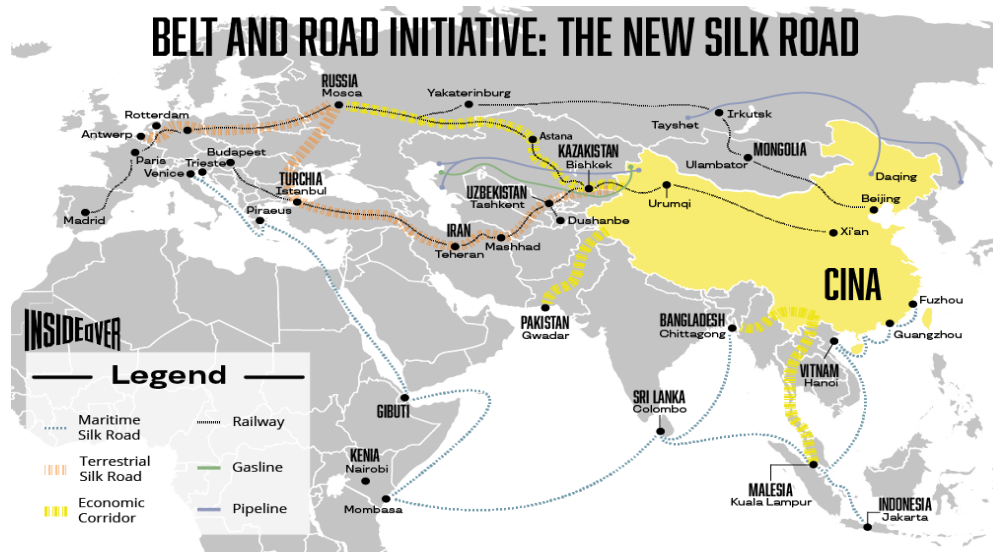 BELT AND ROAD INITIATIVE: THE NEW SILK ROAD
RUSSIA
Mosca
Yakaterinburg
Rotterdam
Antwerp
Paris
Budapest
Trieste
Venice
Madrid
Piraeus
TURCHIA
Istanbul
Astana
KAZAKISTAN
Bishkek
UZBEKISTAN
Tashkent
Dushanbe
IRAN
Teheran
Mashhad
Tayshet
Irkutsk
Ulambator
MONGOLIA
Urumqi
Daqing
Beijing
Xi'an
CINA
Fuzhou
Guangzhou
PAKISTAN
Gwadar
BANGLADESH
Chittagong
VITNAM
Hanoi
SRI LANKA
Colombo
GIBUTI
KENIA
Nairobi
Mombasa
MALESIA
Kuala Lampur
INDONESIA
Jakarta
INSIDEOVER
Legend
Maritime
Silk Road
Terrestrial
Silk Road
Economic
Corridor
Railway
Gasline
Pipeline